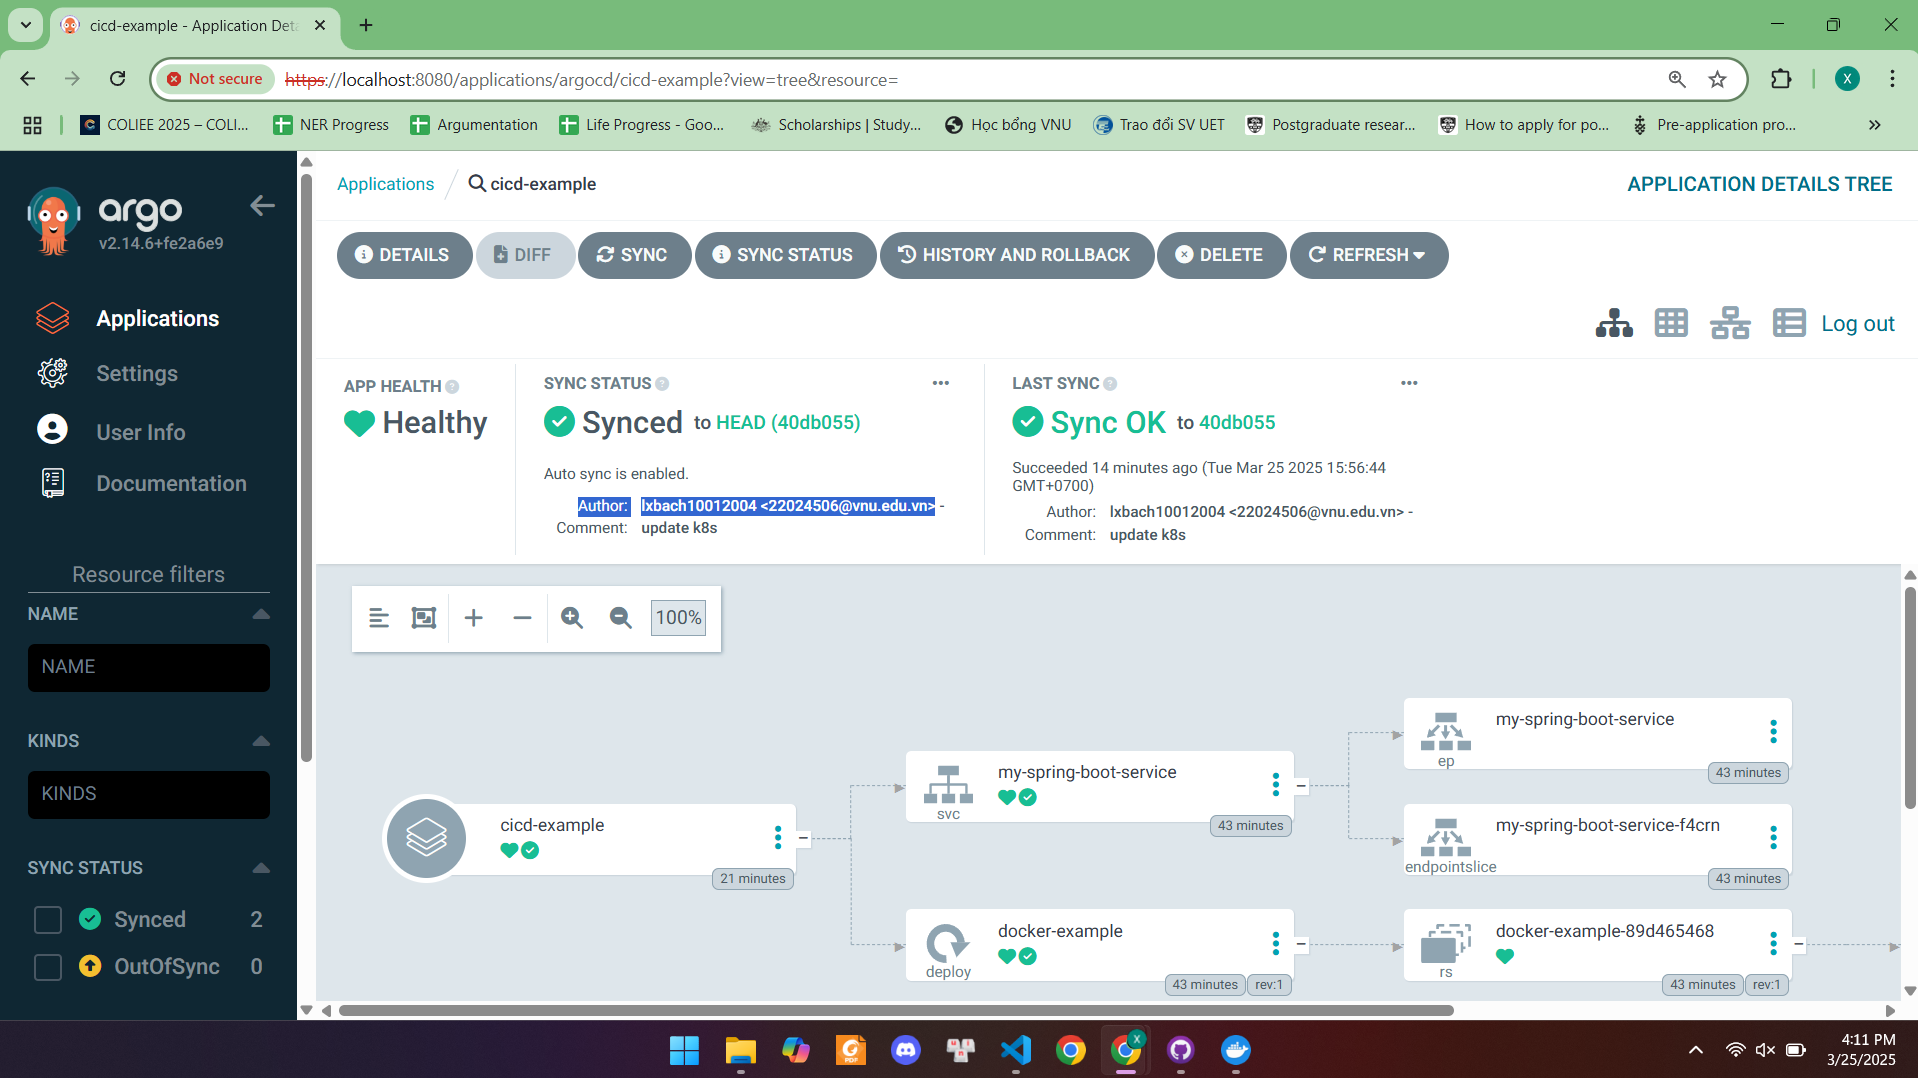 cicd-example - Application Deta
Not secure
https://localhost:8080/applications/argocd/cicd-example?view=tree&resource=
X
COLIEE 2025 – COLI...
NER Progress
Argumentation
Life Progress - Goo...
Scholarships | Study...
Học bổng VNU
Trao đổi SV UET
Postgraduate resear...
How to apply for po...
Pre-application pro...
argo
v2.14.6+fe2a6e9
Applications
Settings
User Info
Documentation
Resource filters
NAME
NAME
KINDS
KINDS
SYNC STATUS
Synced 2
OutOfSync 0
Applications / cicd-example
APPLICATION DETAILS TREE
DETAILS
DIFF
SYNC
SYNC STATUS
HISTORY AND ROLLBACK
DELETE
REFRESH
Log out
APP HEALTH
Healthy
SYNC STATUS
Synced to HEAD (40db055)
Auto sync is enabled.
Author: lxbach10012004 <22024506@vnu.edu.vn> -
Comment: update k8s
LAST SYNC
Sync OK to 40db055
Succeeded 14 minutes ago (Tue Mar 25 2025 15:56:44
GMT+0700)
Author: lxbach10012004 <22024506@vnu.edu.vn> -
Comment: update k8s
100%
cicd-example
21 minutes
my-spring-boot-service
svc
43 minutes
docker-example
deploy
43 minutes
rev:1
my-spring-boot-service
ep
43 minutes
my-spring-boot-service-f4crn
endpointslice
43 minutes
docker-example-89d465468
rs
43 minutes
rev:1
PDF
X
4:11 PM
3/25/2025